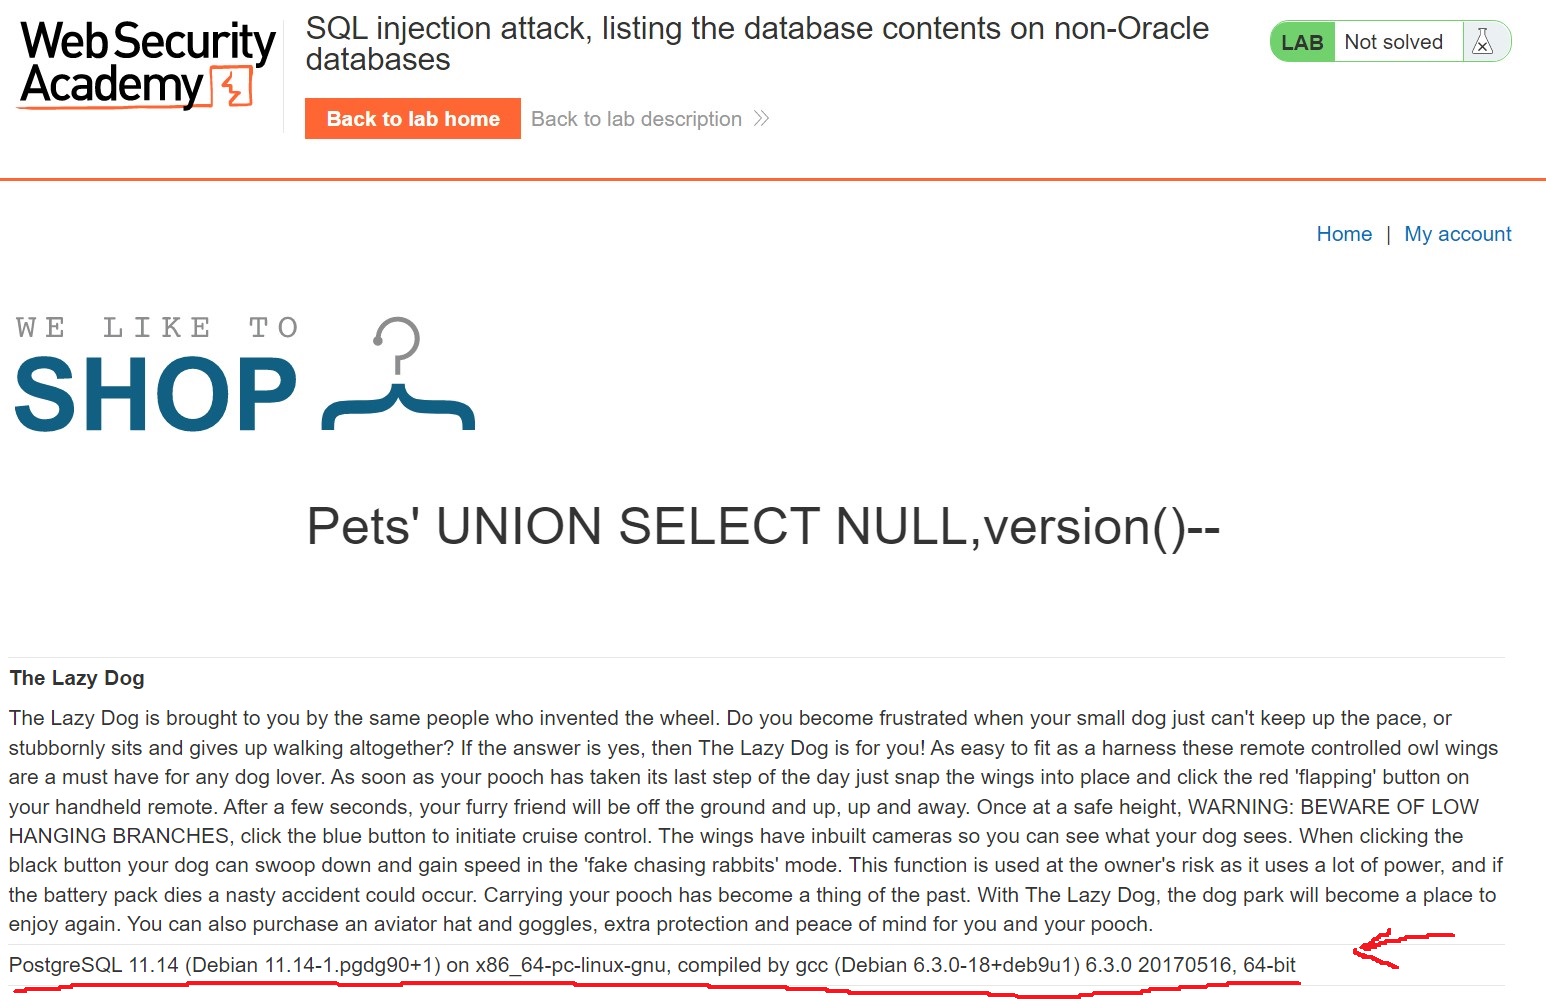 Web Security
Academy
SQL injection attack, listing the database contents on non-Oracle
databases
LAB Not solved
Back to lab home Back to lab description
Home | My account
WE LIKE TO
SHOP
Pets' UNION SELECT NULL,version()--
The Lazy Dog
The Lazy Dog is brought to you by the same people who invented the wheel. Do you become frustrated when your small dog just can't keep up the pace, or
stubbornly sits and gives up walking altogether? If the answer is yes, then The Lazy Dog is for you! As easy to fit as a harness these remote controlled owl wings
are a must have for any dog lover. As soon as your pooch has taken its last step of the day just snap the wings into place and click the red 'flapping' button on
your handheld remote. After a few seconds, your furry friend will be off the ground and up, up and away. Once at a safe height, WARNING: BEWARE OF LOW
HANGING BRANCHES, click the blue button to initiate cruise control. The wings have inbuilt cameras so you can see what your dog sees. When clicking the
black button your dog can swoop down and gain speed in the 'fake chasing rabbits' mode. This function is used at the owner's risk as it uses a lot of power, and if
the battery pack dies a nasty accident could occur. Carrying your pooch has become a thing of the past. With The Lazy Dog, the dog park will become a place to
enjoy again. You can also purchase an aviator hat and goggles, extra protection and peace of mind for you and your pooch.
PostgreSQL 11.14 (Debian 11.14-1.pgdg90+1) on x86_64-pc-linux-gnu, compiled by gcc (Debian 6.3.0-18+deb9u1) 6.3.0 20170516, 64-bit